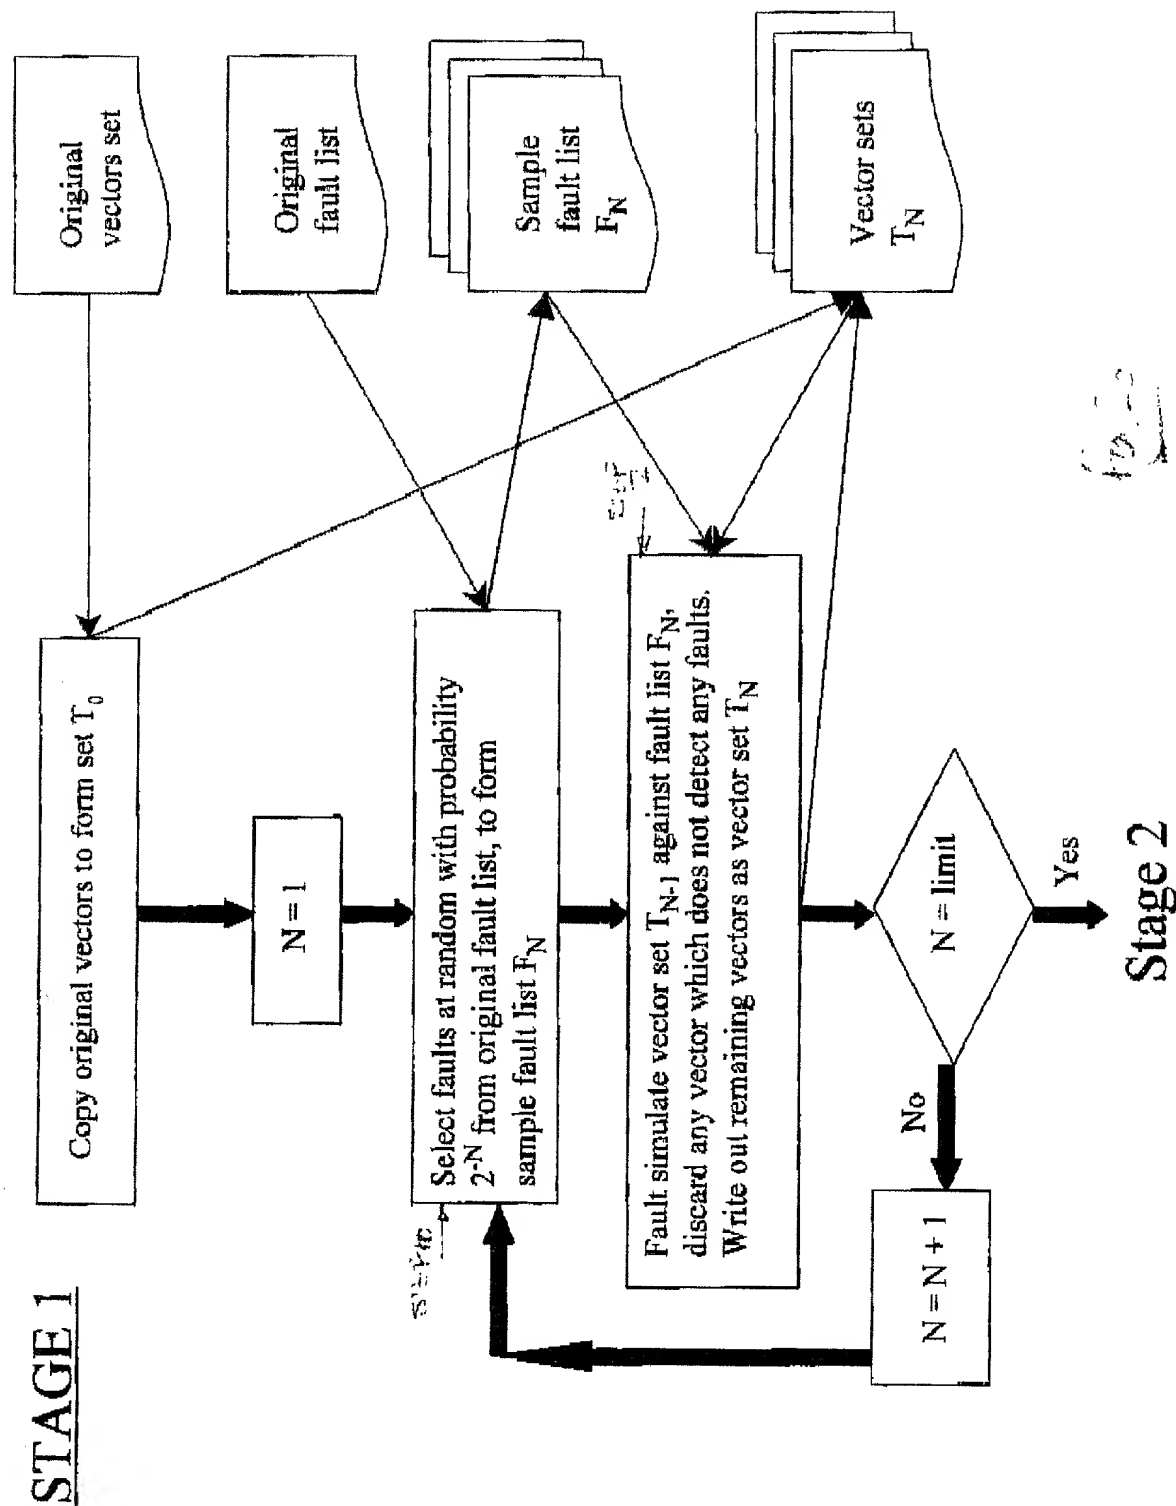 STAGE 1
Copy original vectors to form set T0
N = 1
Select faults at random with probability
2-N from original fault list, to form
sample fault list FN
Fault simulate vector set TN-1 against fault list FN,
discard any vector which does not detect any faults.
Write out remaining vectors as vector set TN
N = limit
No
Yes
N = N + 1
Stage 2
Original
vectors set
Original
fault list
Sample
fault list
FN
Vector sets
TN